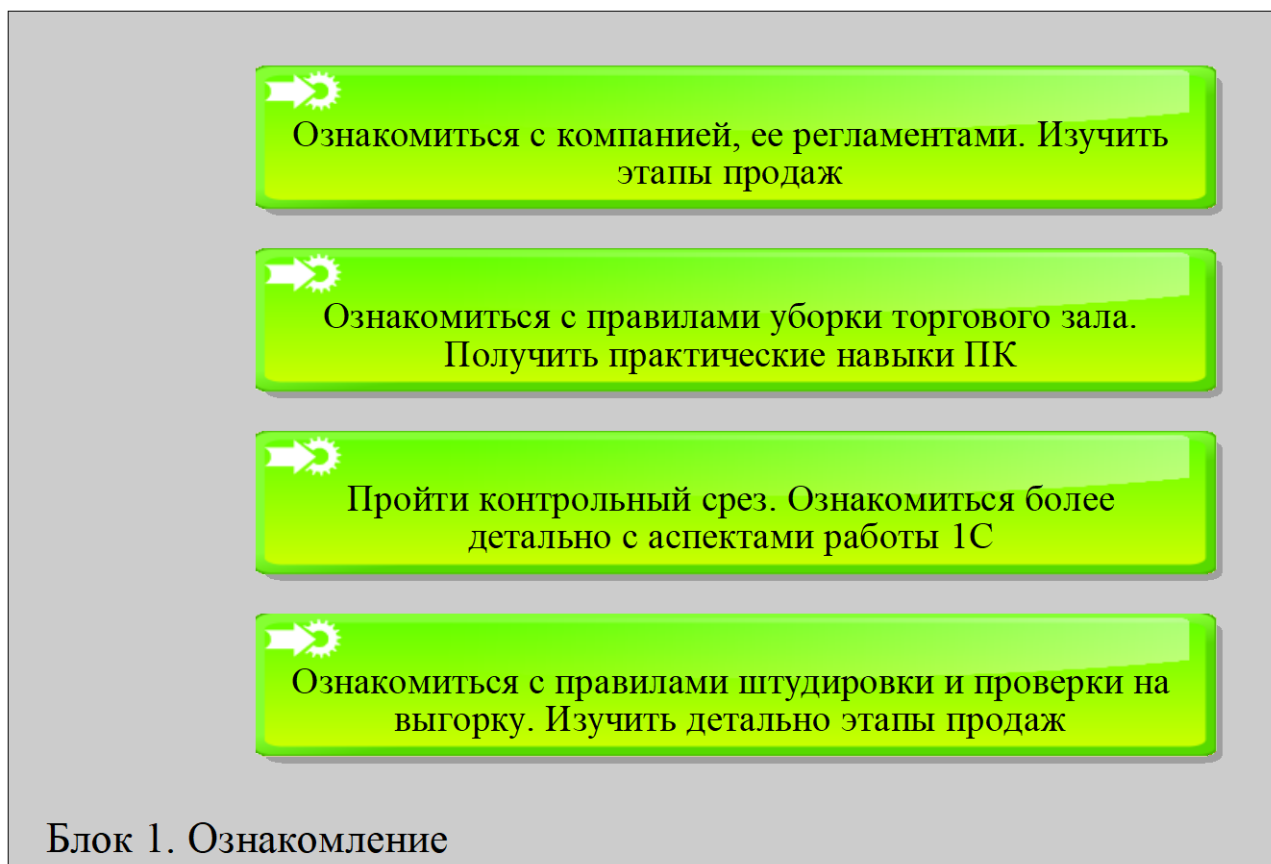 Ознакомиться с компанией, ее регламентами. Изучить
этапы продаж
Ознакомиться с правилами уборки торгового зала.
Получить практические навыки ПК
Пройти контрольный срез. Ознакомиться более
детально с аспектами работы 1С
Ознакомиться с правилами штудировки и проверки на
выгорку. Изучить детально этапы продаж
Блок 1. Ознакомление